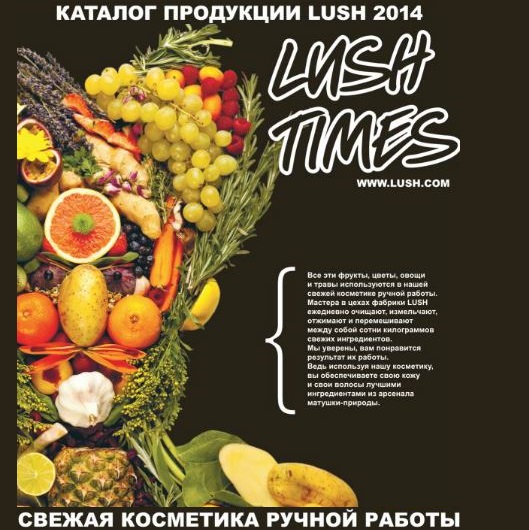 КАТАЛОГ ПРОДУКЦИИ LUSH 2014
LUSH
TIMES
WWW.LUSH.COM
Все эти фрукты, цветы, овощи
и травы используются в нашей
свежей косметике ручной работы.
Мастера в цехах фабрики LUSH
ежедневно очищают, измельчают,
отжимают и перемешивают
между собой сотни килограммов
свежих ингредиентов.
Мы уверены, вам понравится
результат их работы.
Ведь используя нашу косметику,
вы обеспечиваете свою кожу
и свои волосы лучшими
ингредиентами из арсенала
матушки-природы.
СВЕЖАЯ КОСМЕТИКА РУЧНОЙ РАБОТЫ